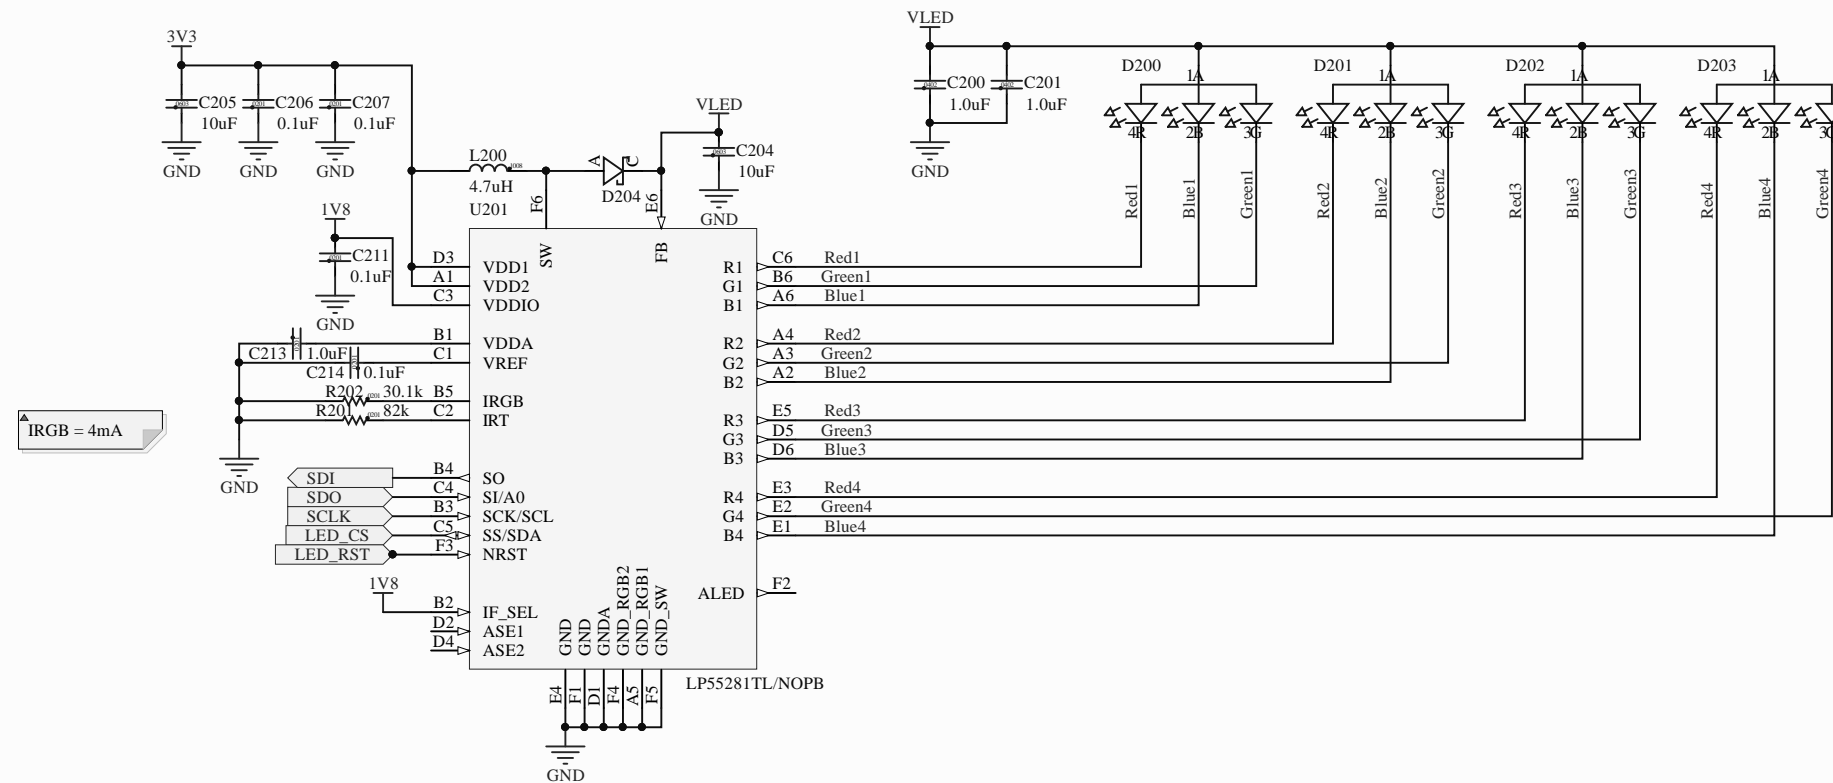 VLED
3V3
C205
10uF
C206
0.1uF
C207
0.1uF
GND
GND
GND
VLED
C204
10uF
GND
C200
1.0uF
C201
1.0uF
GND
D200
1A
4R
2B
3G
D201
1A
4R
2B
3G
D202
1A
4R
2B
3G
D203
1A
4R
2B
Red1
Blue1
Green1
Red2
Blue2
Green2
Red3
Blue3
Green3
Red4
Blue4
Green4
L200
4.7uH
U201
F6
A
C
D204
E6
1V8
C211
0.1uF
GND
SW
FB
D3 VDD1
A1 VDD2
C3 VDDIO
B1 VDDA
C213 1.0uF
C1 VREF
C214 0.1uF
R202 30.1k B5 IRGB
R201 82k C2 IRT
GND
IRGB = 4mA
SDI B4 SO
SDO C4 SI/A0
SCLK B3 SCK/SCL
LED_CS C5 SS/SDA
LED_RST F3 NRST
1V8
B2 IF_SEL
D2 ASE1
D4 ASE2
R1 C6 Red1
G1 B6 Green1
B1 A6 Blue1
R2 A4 Red2
G2 A3 Green2
B2 A2 Blue2
R3 E5 Red3
G3 D5 Green3
B3 D6 Blue3
R4 E3 Red4
G4 E2 Green4
B4 E1 Blue4
ALED F2
GND
GND
GNDA
GND_RGB2
GND_RGB1
GND_SW
LP55281TL/NOPB
E4
F1
D1
F4
A5
F5
GND